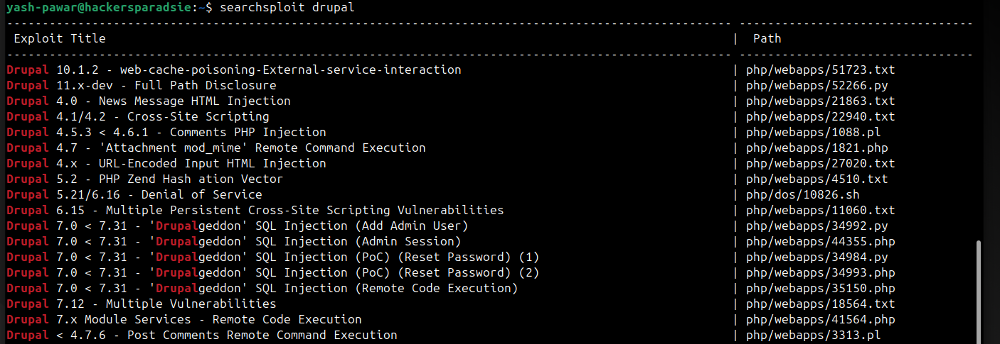 yash-pawar@hackersparadsie:~$ searchsploit drupal
---------------------------------------------------------------------------------------------------- ---------------------------------
Exploit Title | Path
---------------------------------------------------------------------------------------------------- ---------------------------------
Drupal 10.1.2 - web-cache-poisoning-External-service-interaction | php/webapps/51723.txt
Drupal 11.x-dev - Full Path Disclosure | php/webapps/52266.py
Drupal 4.0 - News Message HTML Injection | php/webapps/21863.txt
Drupal 4.1/4.2 - Cross-Site Scripting | php/webapps/22940.txt
Drupal 4.5.3 < 4.6.1 - Comments PHP Injection | php/webapps/1088.pl
Drupal 4.7 - 'Attachment mod_mime' Remote Command Execution | php/webapps/1821.php
Drupal 4.x - URL-Encoded Input HTML Injection | php/webapps/27020.txt
Drupal 5.2 - PHP Zend Hash ation Vector | php/webapps/4510.txt
Drupal 5.21/6.16 - Denial of Service | php/dos/10826.sh
Drupal 6.15 - Multiple Persistent Cross-Site Scripting Vulnerabilities | php/webapps/11060.txt
Drupal 7.0 < 7.31 - 'Drupalgeddon' SQL Injection (Add Admin User) | php/webapps/34992.py
Drupal 7.0 < 7.31 - 'Drupalgeddon' SQL Injection (Admin Session) | php/webapps/44355.php
Drupal 7.0 < 7.31 - 'Drupalgeddon' SQL Injection (PoC) (Reset Password) (1) | php/webapps/34984.py
Drupal 7.0 < 7.31 - 'Drupalgeddon' SQL Injection (PoC) (Reset Password) (2) | php/webapps/34993.php
Drupal 7.0 < 7.31 - 'Drupalgeddon' SQL Injection (Remote Code Execution) | php/webapps/35150.php
Drupal 7.12 - Multiple Vulnerabilities | php/webapps/18564.txt
Drupal 7.x Module Services - Remote Code Execution | php/webapps/41564.php
Drupal < 4.7.6 - Post Comments Remote Command Execution | php/webapps/3313.pl